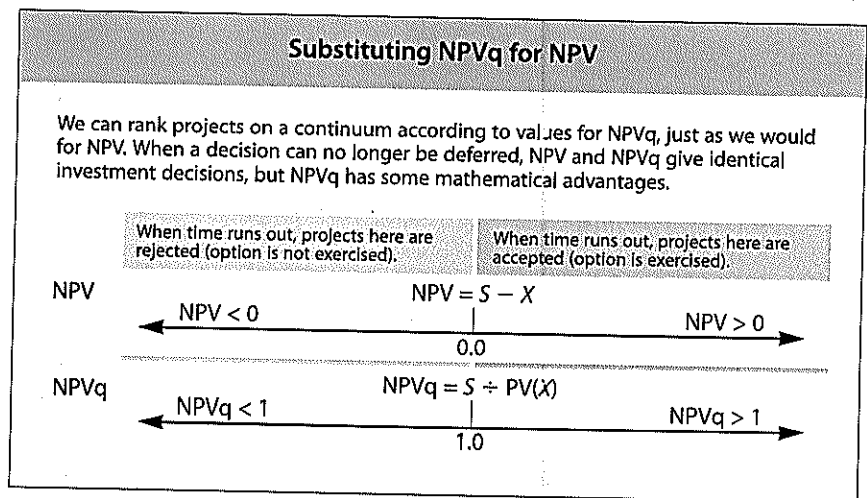 Substituting NPVq for NPV
We can rank projects on a continuum according to values for NPVq, just as we would
for NPV. When a decision can no longer be deferred, NPV and NPVq give identical
investment decisions, but NPVq has some mathematical advantages.
When time runs out, projects here are
rejected (option is not exercised).
When time runs out, projects here are
accepted (option is exercised).
NPV
NPV = S − X
NPV < 0
NPV > 0
0.0
NPVq
NPVq = S ÷ PV(X)
NPVq < 1
NPVq > 1
1.0